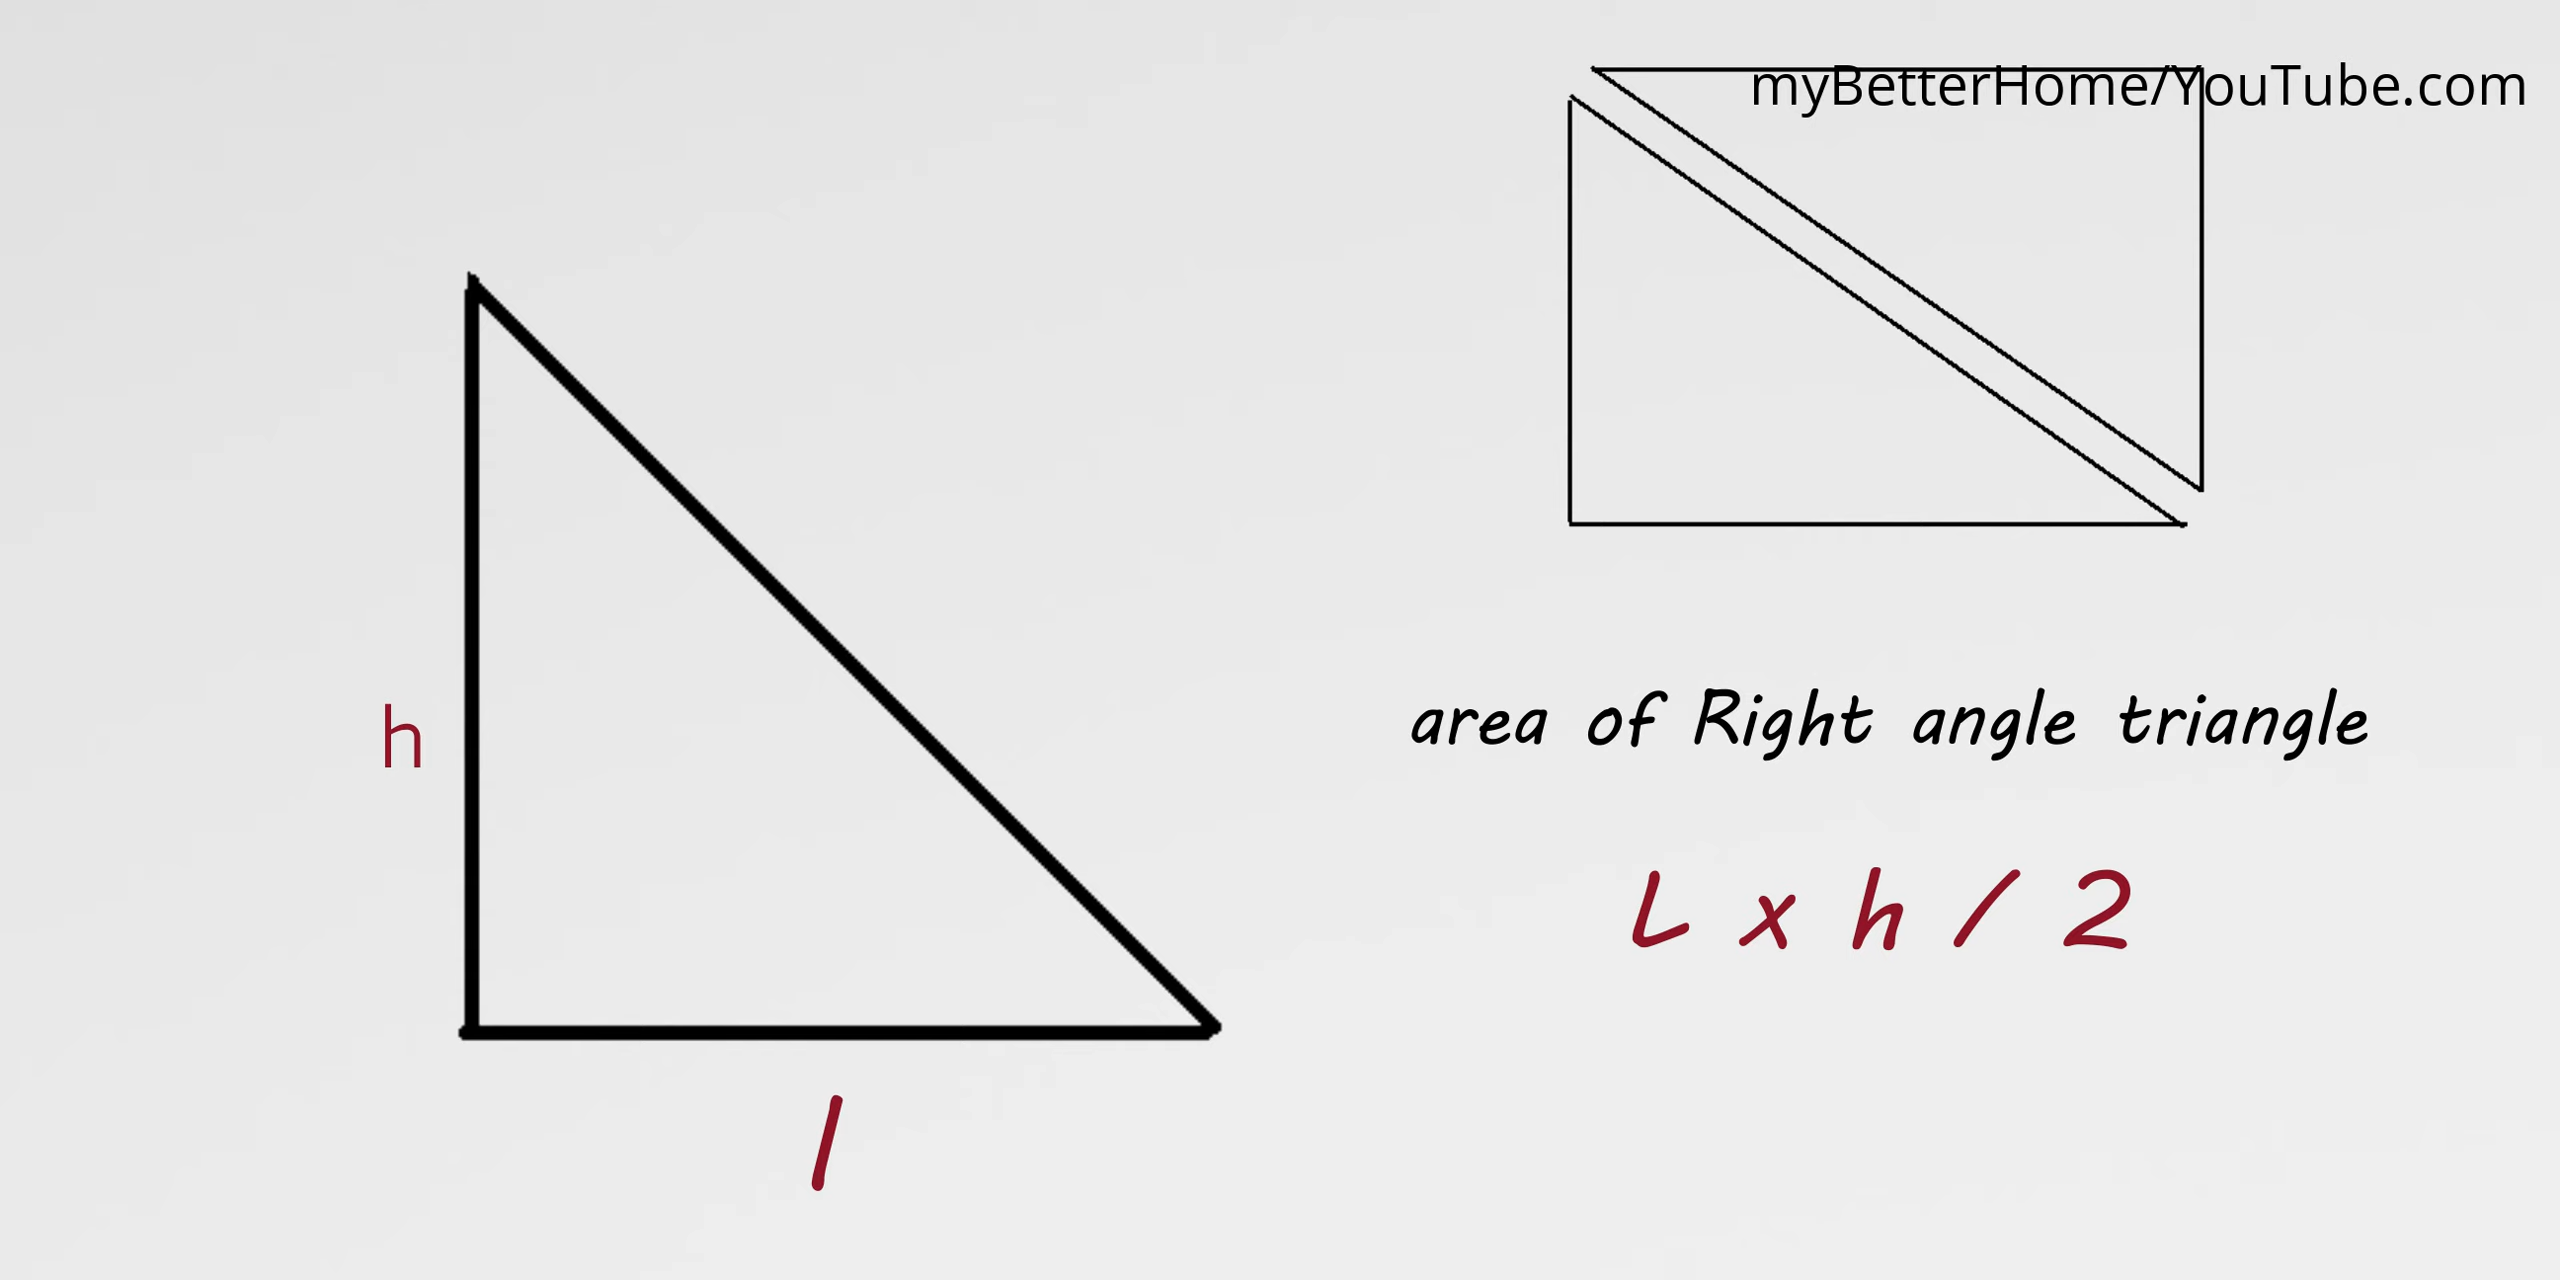 myBetterHome/YouTube.com
h
area of Right angle triangle
L x h / 2
l